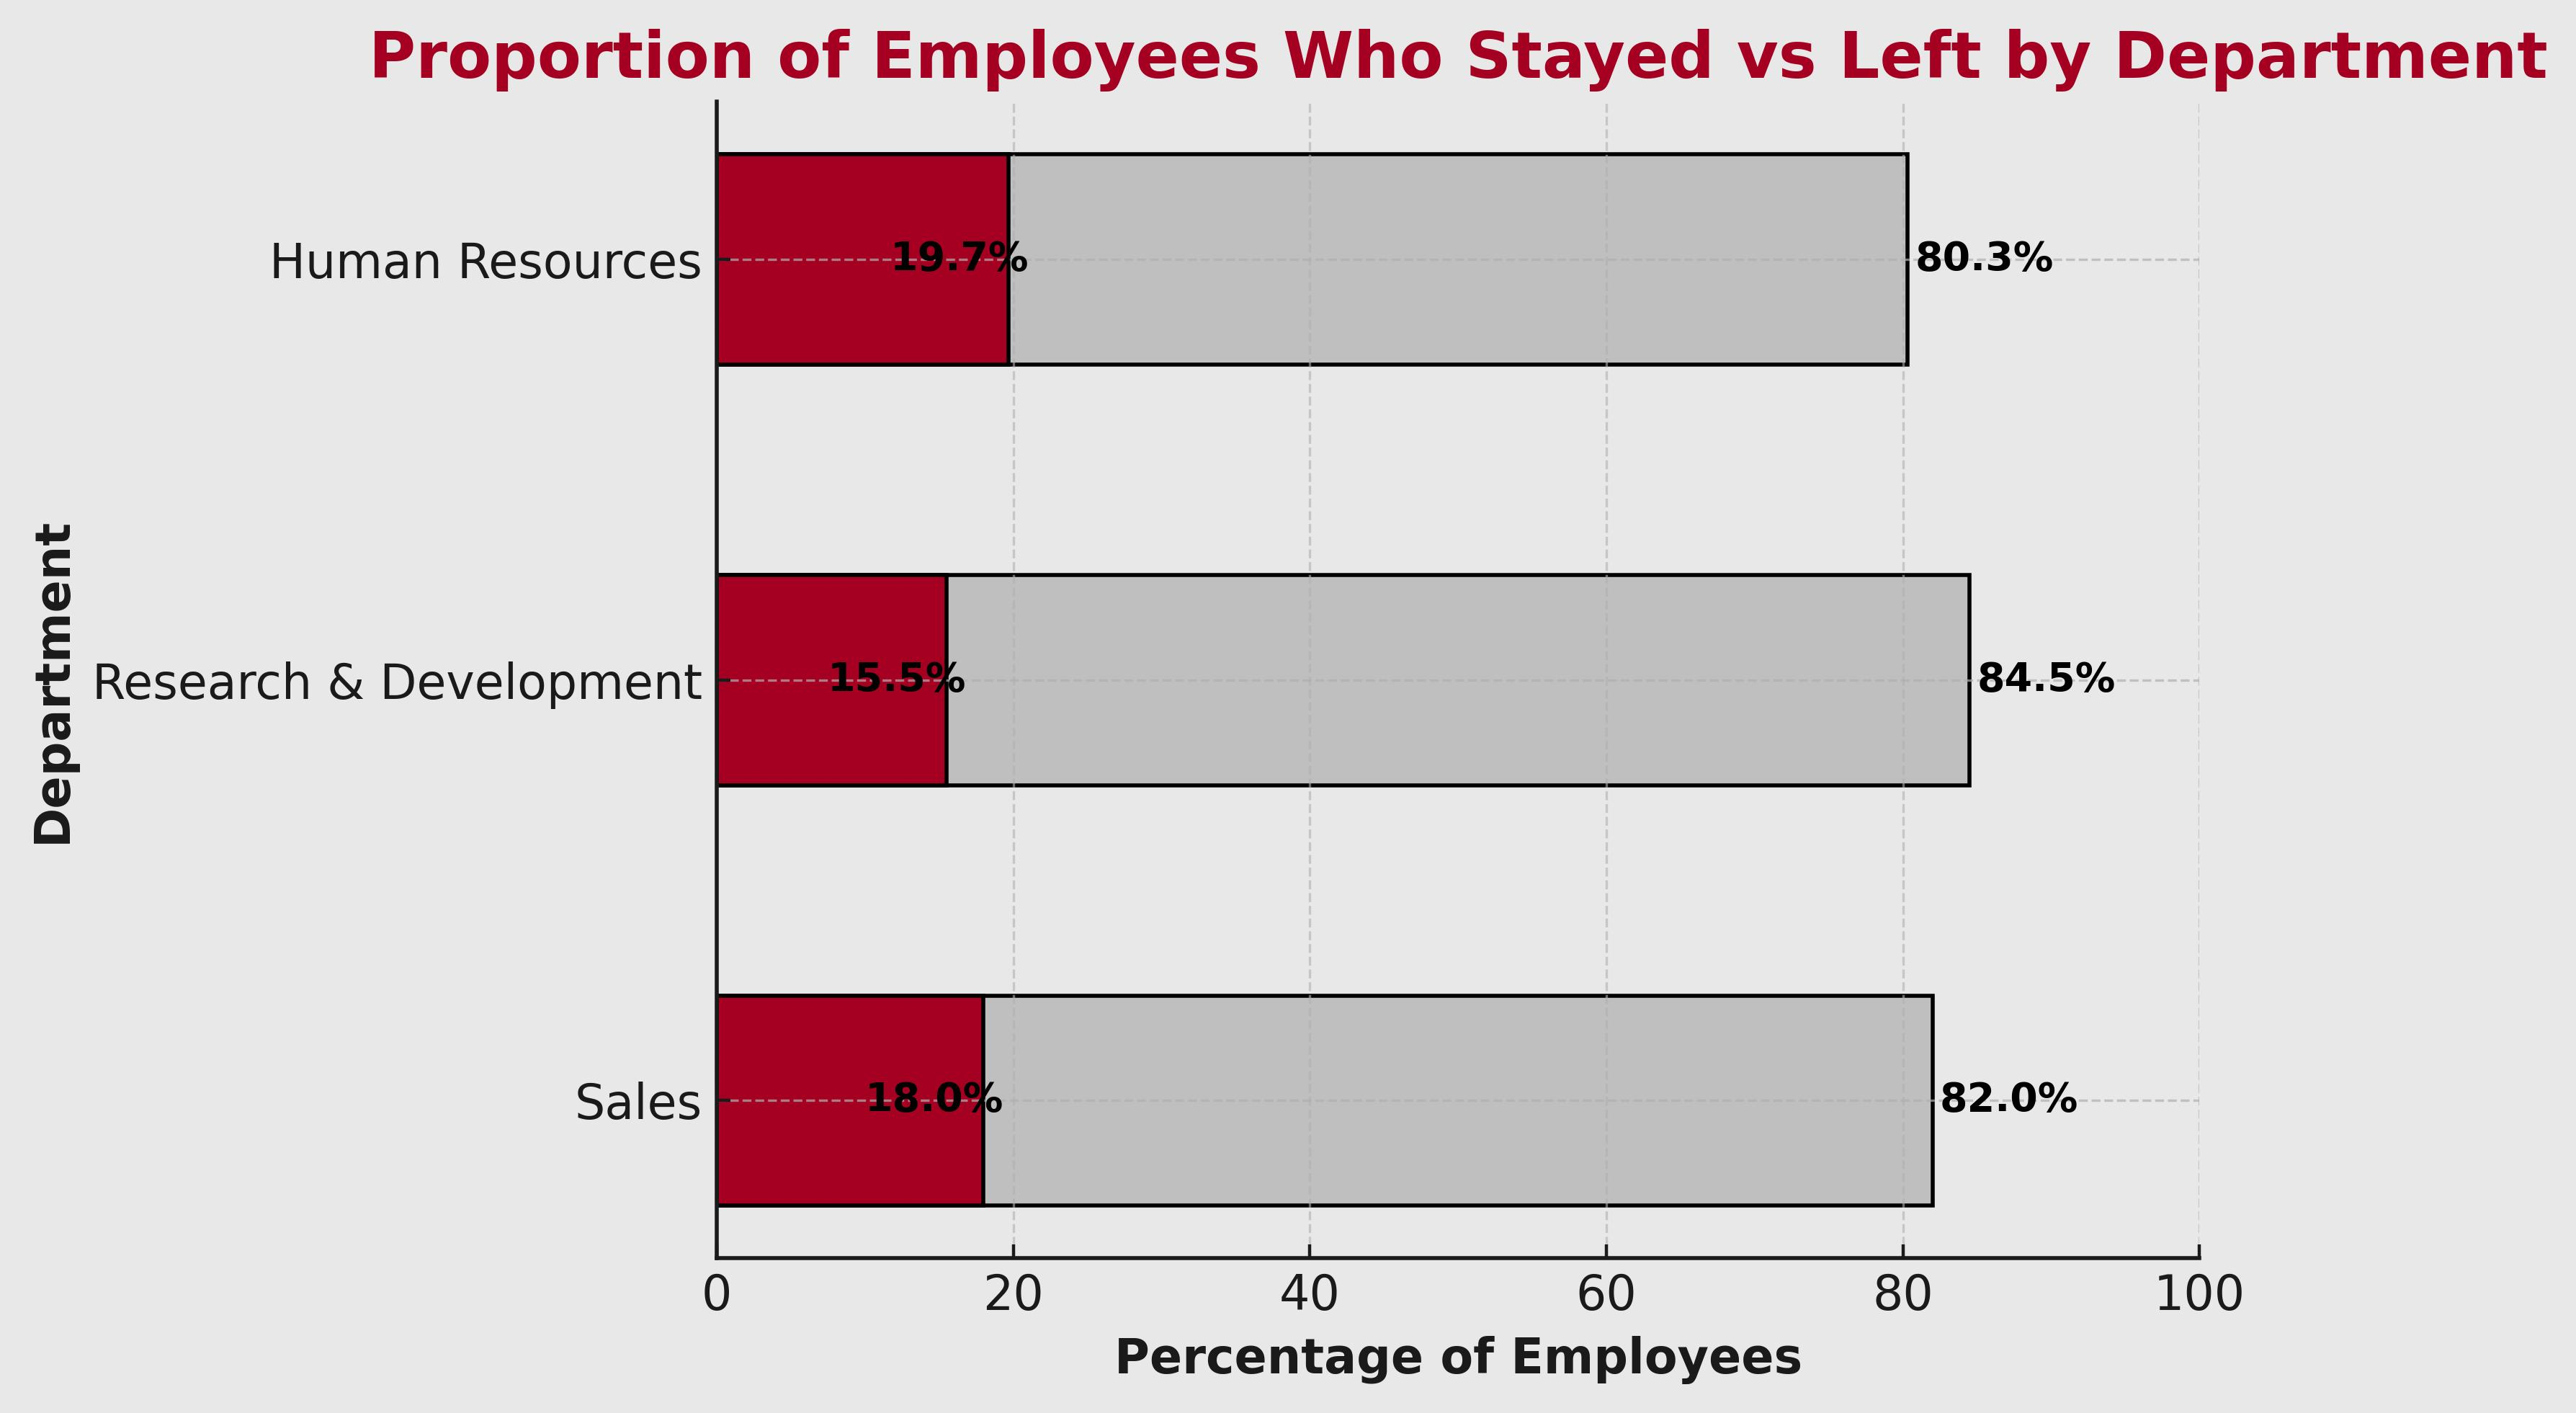 Proportion of Employees Who Stayed vs Left by Department
Department
Human Resources
19.7%
80.3%
Research & Development
15.5%
84.5%
Sales
18.0%
82.0%
0 20 40 60 80 100
Percentage of Employees